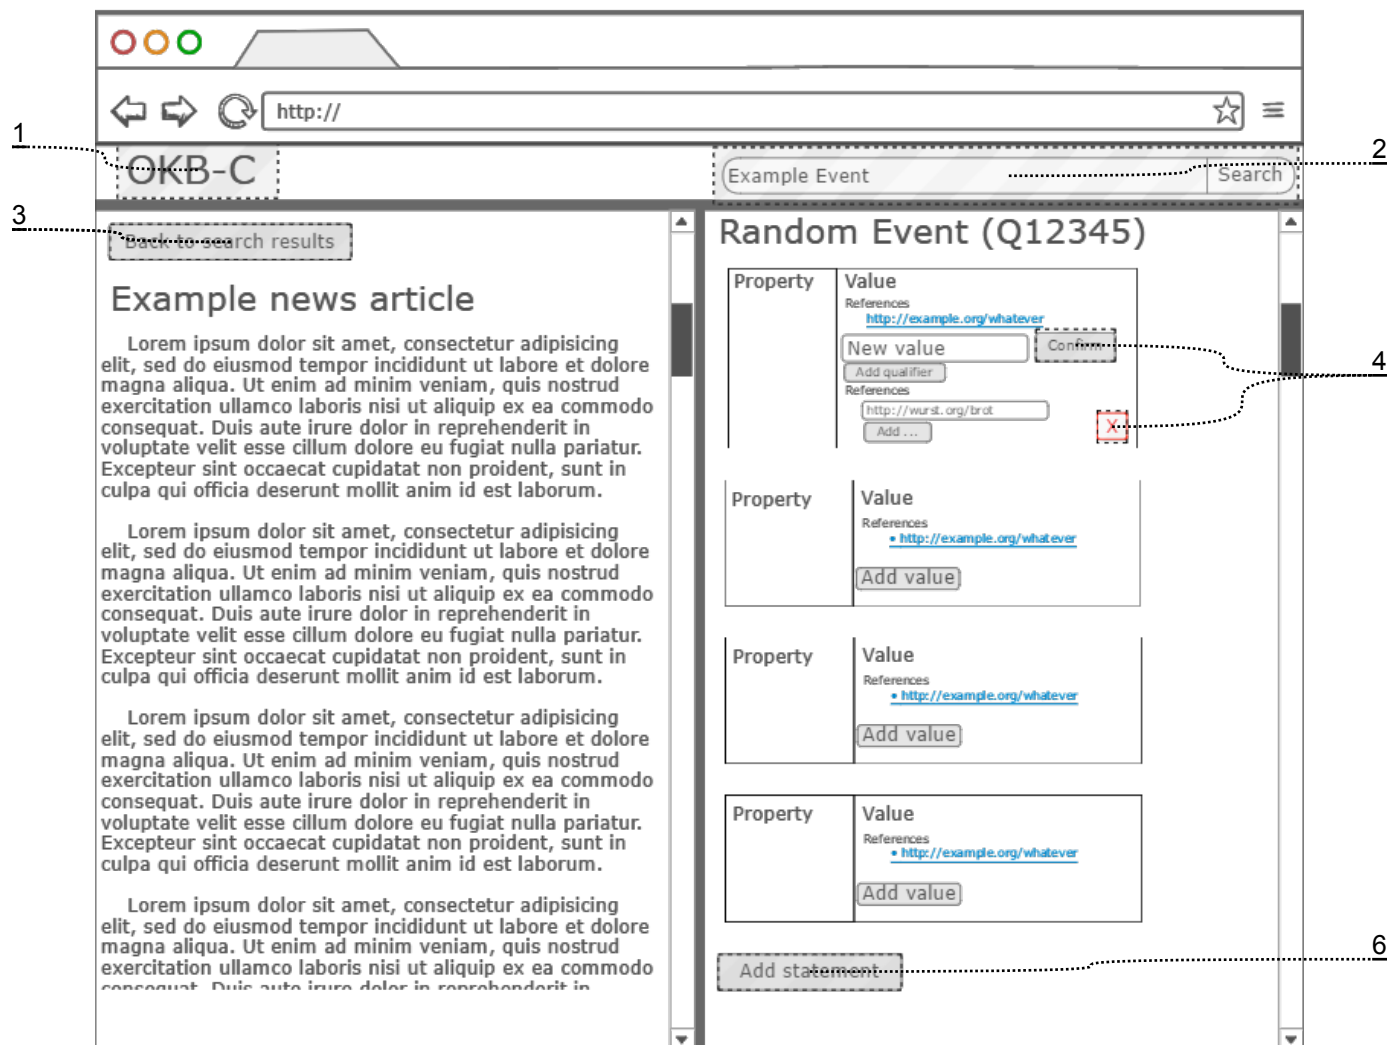 http://
1
OKB-C
Example Event
Search
2
3
Back to search results
Example news article
Lorem ipsum dolor sit amet, consectetur adipisicing
elit, sed do eiusmod tempor incididunt ut labore et dolore
magna aliqua. Ut enim ad minim veniam, quis nostrud
exercitation ullamco laboris nisi ut aliquip ex ea commodo
consequat. Duis aute irure dolor in reprehenderit in
voluptate velit esse cillum dolore eu fugiat nulla pariatur.
Excepteur sint occaecat cupidatat non proident, sunt in
culpa qui officia deserunt mollit anim id est laborum.
Lorem ipsum dolor sit amet, consectetur adipisicing
elit, sed do eiusmod tempor incididunt ut labore et dolore
magna aliqua. Ut enim ad minim veniam, quis nostrud
exercitation ullamco laboris nisi ut aliquip ex ea commodo
consequat. Duis aute irure dolor in reprehenderit in
voluptate velit esse cillum dolore eu fugiat nulla pariatur.
Excepteur sint occaecat cupidatat non proident, sunt in
culpa qui officia deserunt mollit anim id est laborum.
Lorem ipsum dolor sit amet, consectetur adipisicing
elit, sed do eiusmod tempor incididunt ut labore et dolore
magna aliqua. Ut enim ad minim veniam, quis nostrud
exercitation ullamco laboris nisi ut aliquip ex ea commodo
consequat. Duis aute irure dolor in reprehenderit in
voluptate velit esse cillum dolore eu fugiat nulla pariatur.
Excepteur sint occaecat cupidatat non proident, sunt in
culpa qui officia deserunt mollit anim id est laborum.
Lorem ipsum dolor sit amet, consectetur adipisicing
elit, sed do eiusmod tempor incididunt ut labore et dolore
magna aliqua. Ut enim ad minim veniam, quis nostrud
exercitation ullamco laboris nisi ut aliquip ex ea commodo
consequat. Duis aute irure dolor in reprehenderit in
Random Event (Q12345)
Property
Value
References
http://example.org/whatever
New value
Confirm
Add qualifier
References
http://wurst.org/brot
Add ...
X
4
Property
Value
References
• http://example.org/whatever
Add value
Property
Value
References
• http://example.org/whatever
Add value
Property
Value
References
• http://example.org/whatever
Add value
Add statement
6